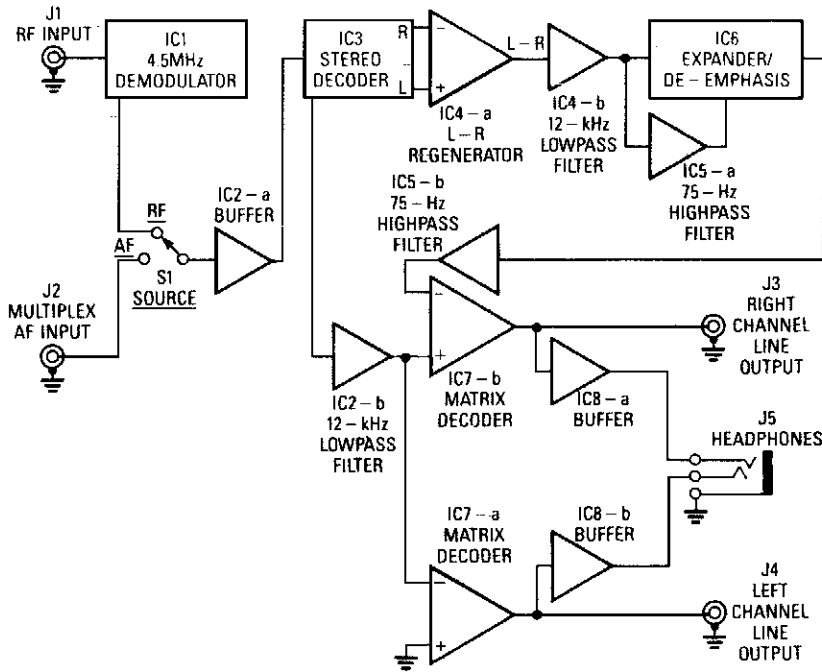 J1
RF INPUT
IC1
4.5MHz
DEMODULATOR
IC3
STEREO
DECODER
R
-
L
-
+
IC4-a
L-R
REGENERATOR
L-R
IC4-b
12-kHz
LOWPASS
FILTER
IC6
EXPANDER/
DE-EMPHASIS
IC5-a
75-Hz
HIGHPASS
FILTER
IC2-a
BUFFER
RF
AF
S1
SOURCE
J2
MULTIPLEX
AF INPUT
IC5-b
75-Hz
HIGHPASS
FILTER
-
+
IC7-b
MATRIX
DECODER
IC2-b
12-kHz
LOWPASS
FILTER
IC8-a
BUFFER
J3
RIGHT
CHANNEL
LINE
OUTPUT
J5
HEADPHONES
IC7-a
MATRIX
DECODER
-
+
IC8-b
BUFFER
J4
LEFT
CHANNEL
LINE
OUTPUT